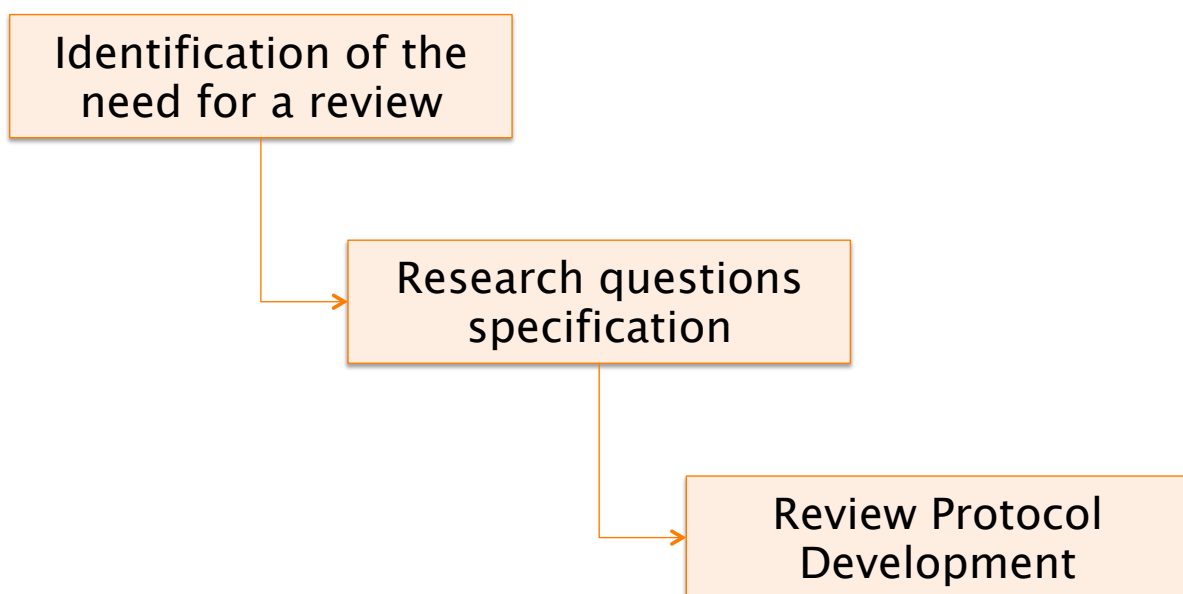 Identification of the
need for a review
Research questions
specification
Review Protocol
Development